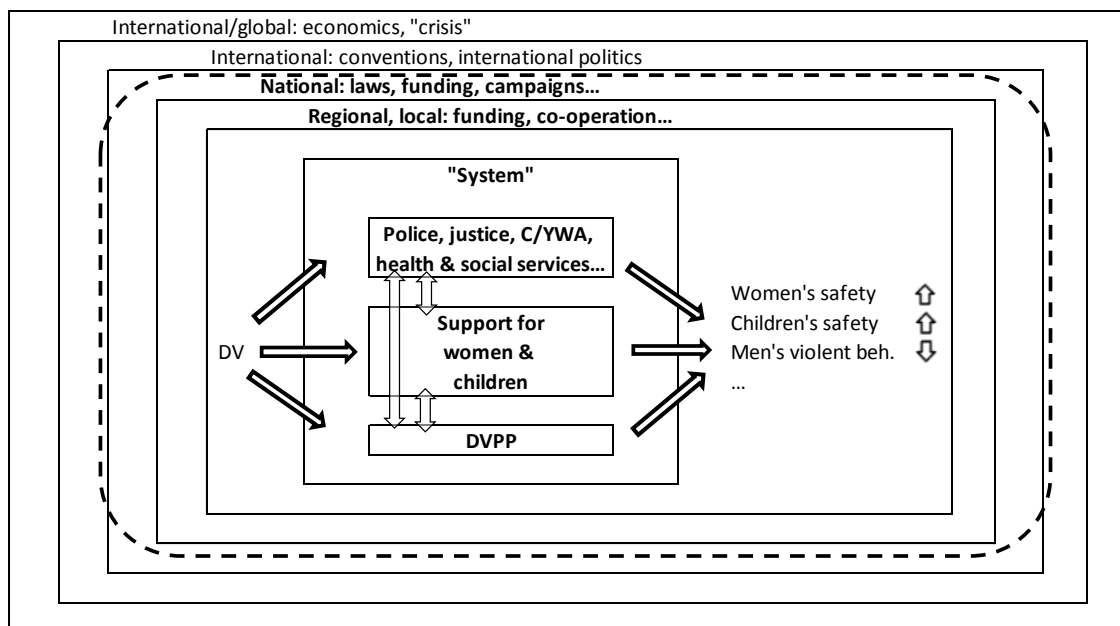 International/global: economics, "crisis"
International: conventions, international politics
National: laws, funding, campaigns…
Regional, local: funding, co-operation…
"System"
Police, justice, C/YWA,
health & social services…
Support for
women &
children
DVPP
DV
Women's safety
Children's safety
Men's violent beh.
…